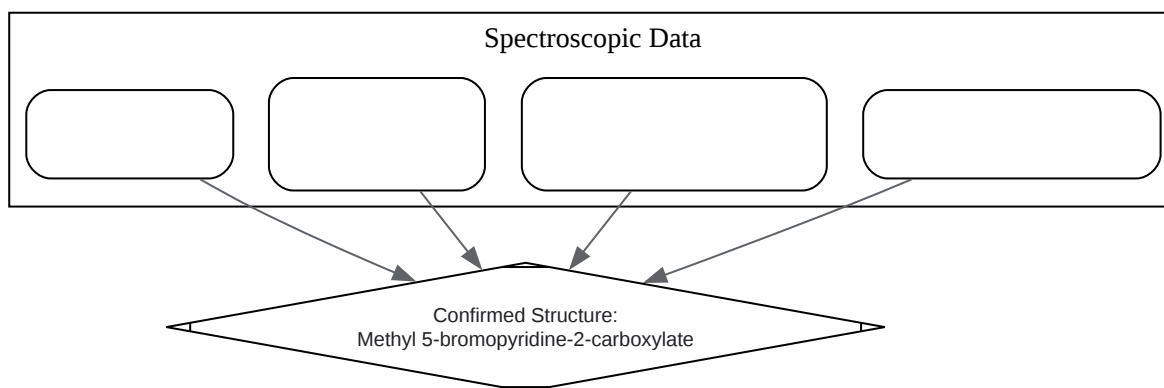 Spectroscopic Data
Confirmed Structure:
Methyl 5-bromopyridine-2-carboxylate